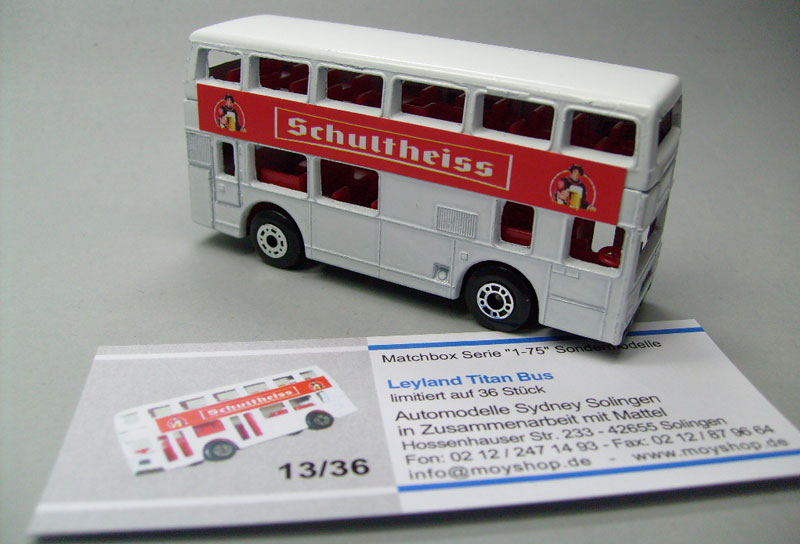 Schultheiss
Matchbox Serie "1-75" Sondermodelle
Leyland Titan Bus
limitiert auf 36 Stück
Automodelle Sydney Solingen
in Zusammenarbeit mit Mattel
Hossenhauser Str. 233 - 42655 Solingen
Fon: 02 12 / 247 14 93 - Fax: 02 12 / 87 96 64
info@moyshop.de - www.moyshop.de
Schultheiss
13/36